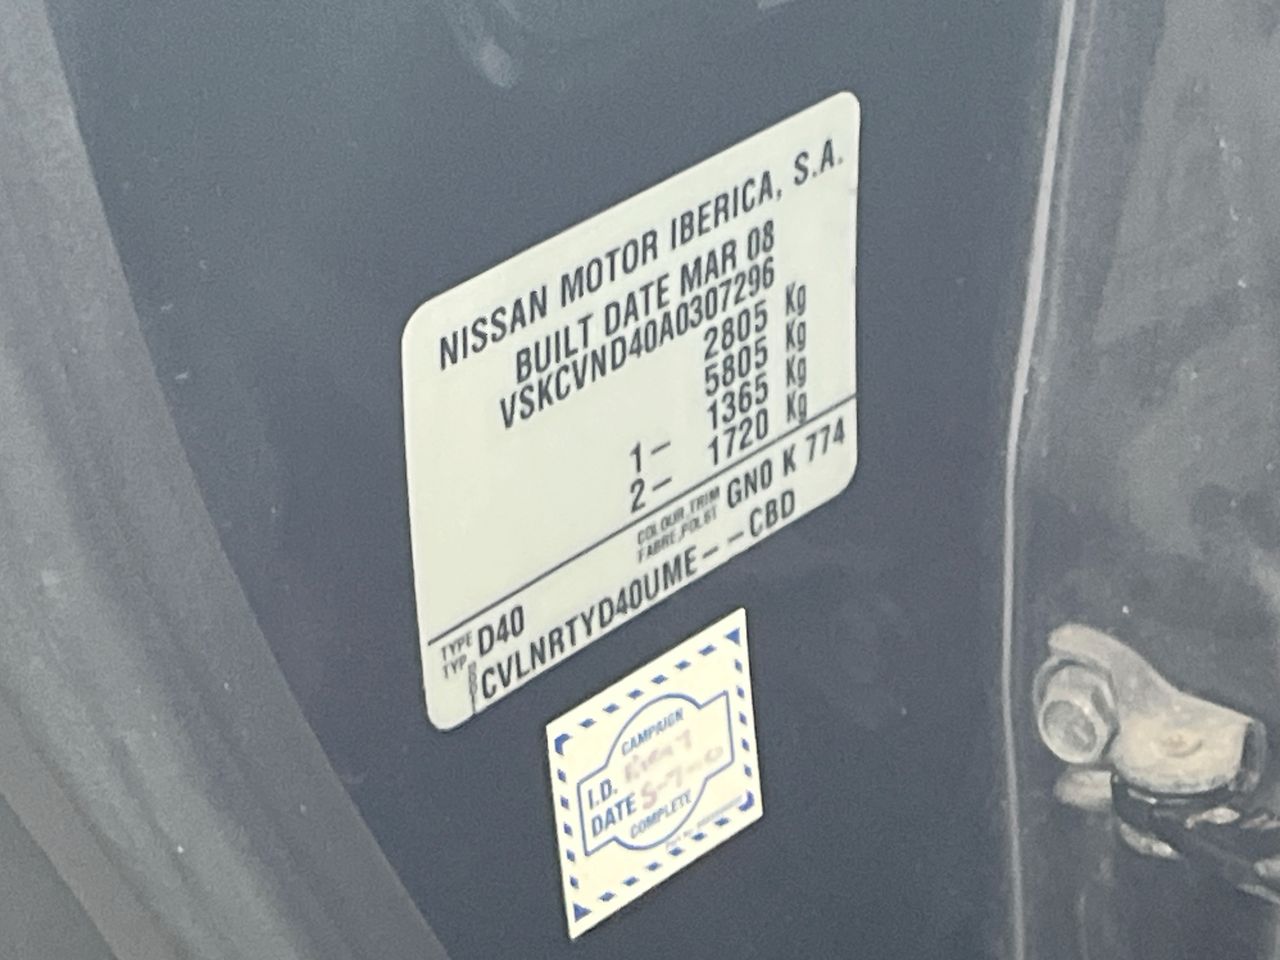 NISSAN MOTOR IBERICA, S.A.
BUILT DATE MAR 08
VSKCVND40A0307296
2805 Kg
5805 Kg
1- 1365 Kg
2- 1720 Kg
COLOUR,TRIM GN0 K 774
FABRE,POLST
TYPE D40
TYP
CVLNRTYD40UME--CBD
CAMPAIGN
I.D.
DATE
COMPLETE